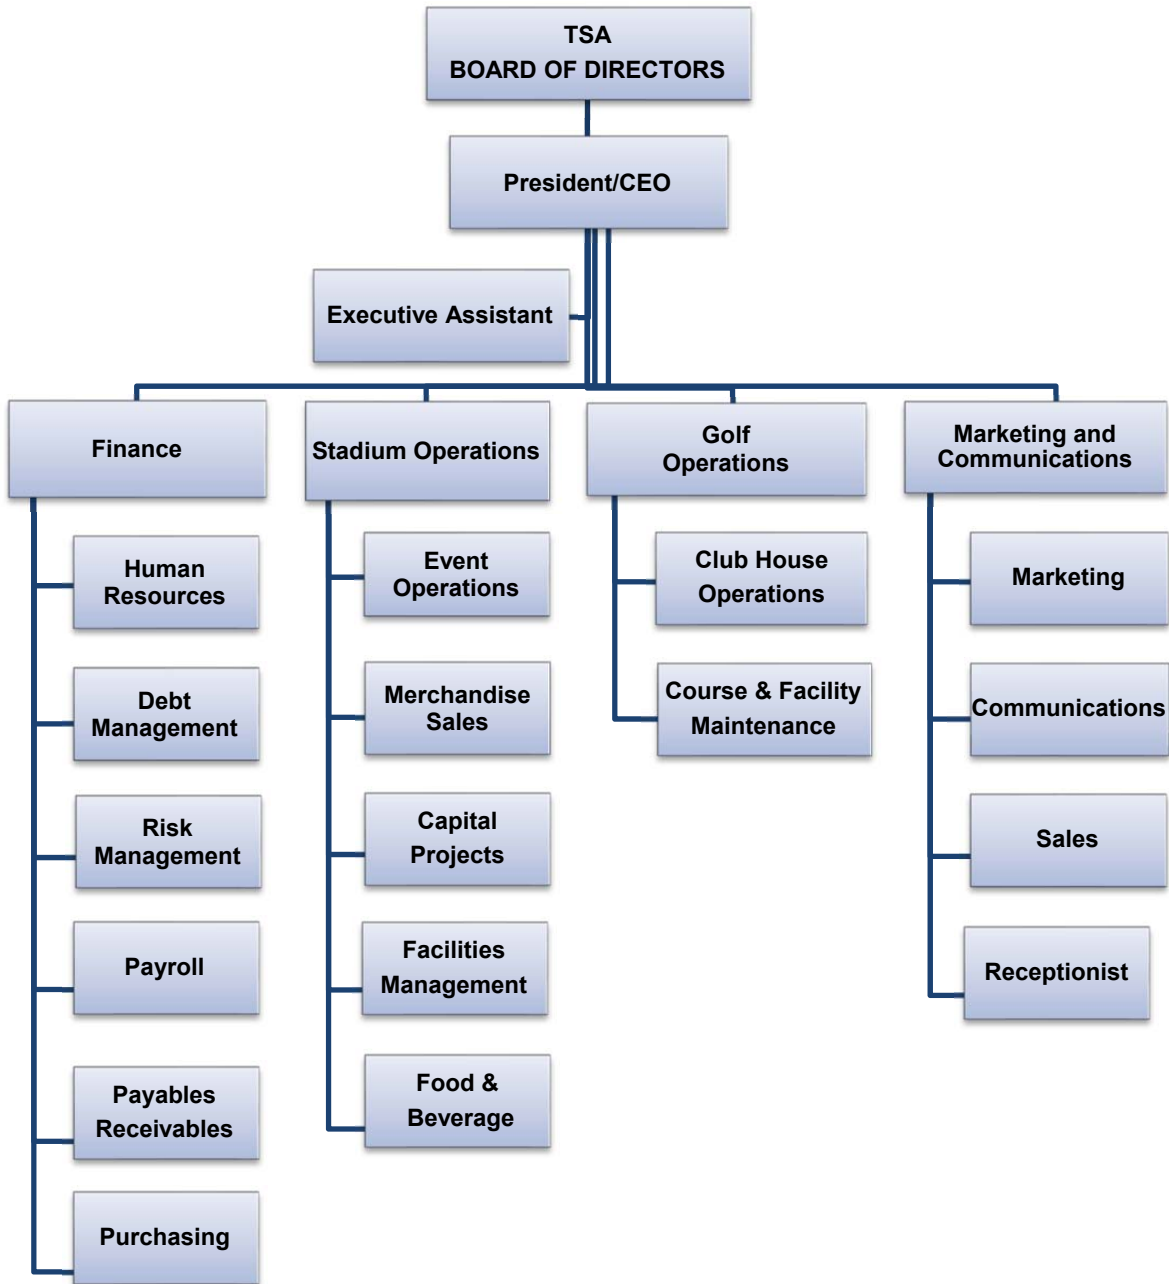 TSA
BOARD OF DIRECTORS
President/CEO
Executive Assistant
Finance
Stadium Operations
Golf
Operations
Marketing and
Communications
Human
Resources
Debt
Management
Risk
Management
Payroll
Payables
Receivables
Purchasing
Event
Operations
Merchandise
Sales
Capital
Projects
Facilities
Management
Food &
Beverage
Club House
Operations
Course & Facility
Maintenance
Marketing
Communications
Sales
Receptionist